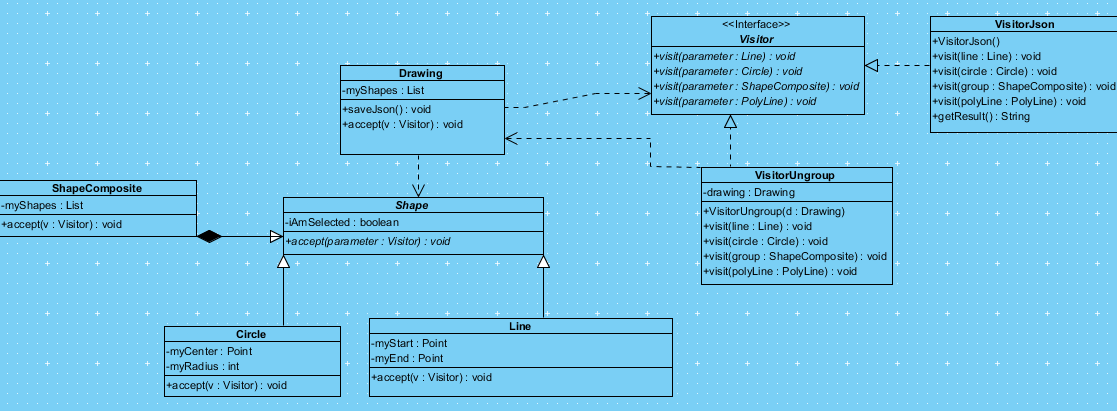 <<Interface>>
Visitor
+visit(parameter : Line) : void
+visit(parameter : Circle) : void
+visit(parameter : ShapeComposite) : void
+visit(parameter : PolyLine) : void
VisitorJson
+VisitorJson()
+visit(line : Line) : void
+visit(circle : Circle) : void
+visit(group : ShapeComposite) : void
+visit(polyLine : PolyLine) : void
+getResult() : String
Drawing
-myShapes : List
+saveJson() : void
+accept(v : Visitor) : void
VisitorUngroup
-drawing : Drawing
+VisitorUngroup(d : Drawing)
+visit(line : Line) : void
+visit(circle : Circle) : void
+visit(group : ShapeComposite) : void
+visit(polyLine : PolyLine) : void
ShapeComposite
-myShapes : List
+accept(v : Visitor) : void
Shape
-iAmSelected : boolean
+accept(parameter : Visitor) : void
Circle
-myCenter : Point
-myRadius : int
+accept(v : Visitor) : void
Line
-myStart : Point
-myEnd : Point
+accept(v : Visitor) : void